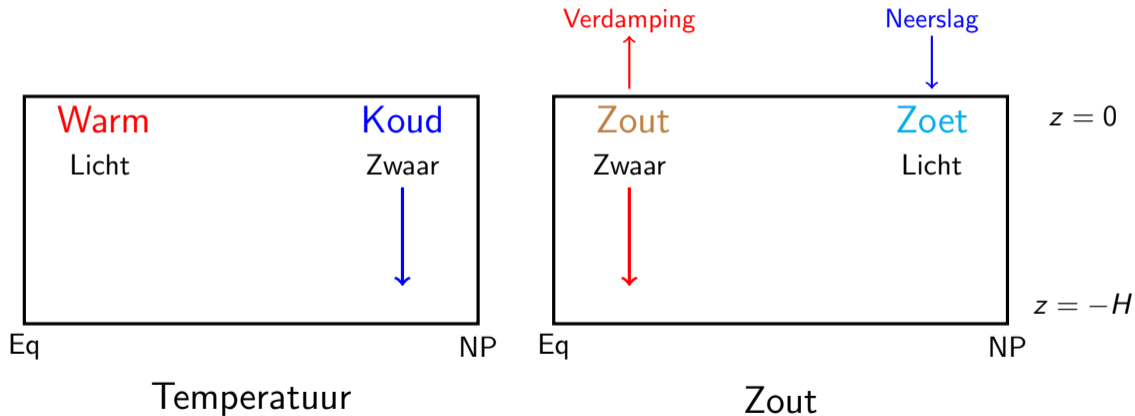 Verdamping
Neerslag
Warm
Koud
Zout
Zoet
z = 0
Licht
Zwaar
Zwaar
Licht
z = −H
Eq
NP
Eq
NP
Temperatuur
Zout